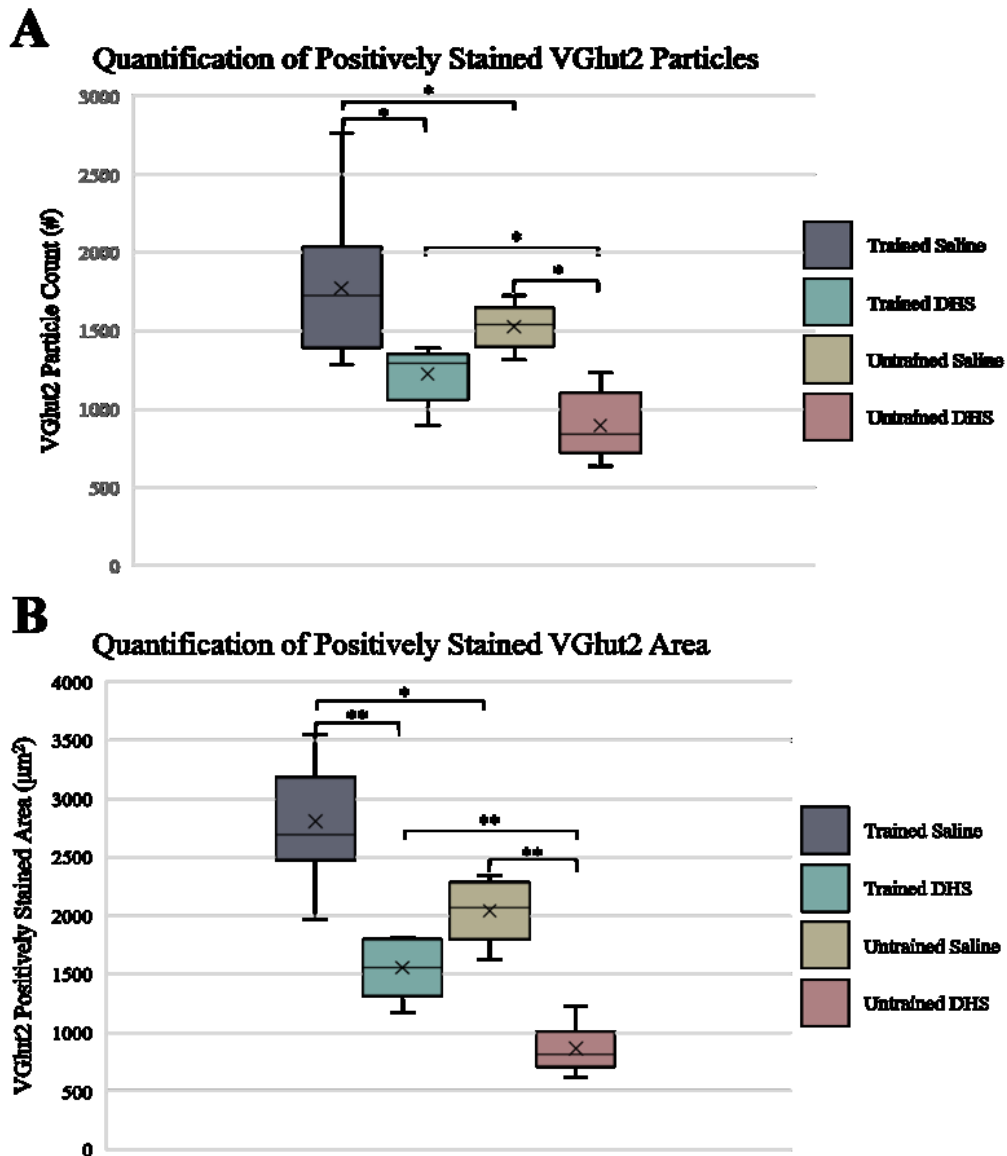 A
Quantification of Positively Stained VGlut2 Particles
3000
2500
2000
1500
1000
500
0
VGlut2 Particle Count (#)
*
*
*
*
Trained Saline
Trained DHS
Untrained Saline
Untrained DHS
B
Quantification of Positively Stained VGlut2 Area
4000
3500
3000
2500
2000
1500
1000
500
0
VGlut2 Positively Stained Area (µm²)
*
**
**
**
Trained Saline
Trained DHS
Untrained Saline
Untrained DHS